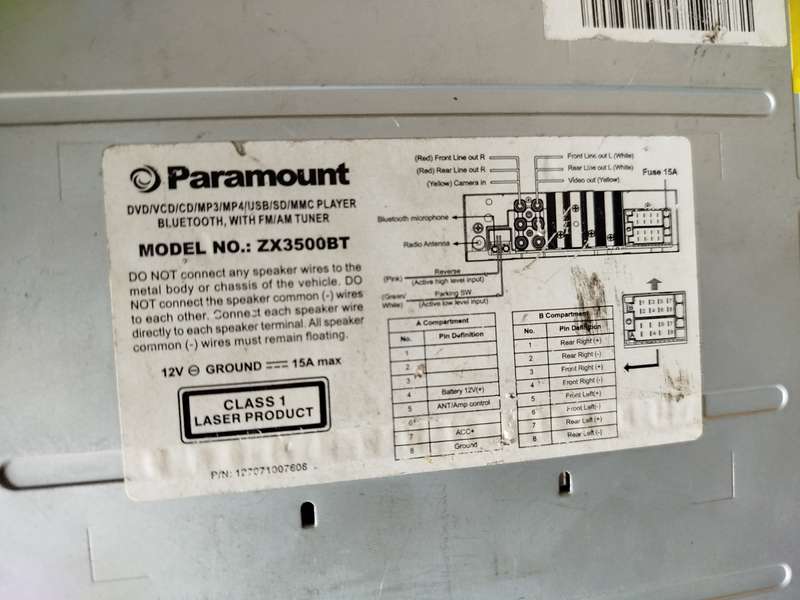 Paramount
DVD/VCD/CD/MP3/MP4/USB/SD/MMC PLAYER
BLUETOOTH, WITH FM/AM TUNER
MODEL NO.: ZX3500BT
DO NOT connect any speaker wires to the
metal body or chassis of the vehicle. DO
NOT connect the speaker common (-) wires
to each other. Connect each speaker wire
directly to each speaker terminal. All speaker
common (-) wires must remain floating.
12V ⊖ GROUND ⎓ 15A max
CLASS 1
LASER PRODUCT
P/N: 127071007606
(Red) Front Line out R
(Red) Rear Line out R
(Yellow) Camera in
Front Line out L (White)
Rear Line out L (White)
Video out (Yellow)
Fuse 15A
Bluetooth microphone
Radio Antenna
(Pink) Reverse
(Active high level input)
(Green/ White) Parking SW
(Active low level input)
A Compartment
No. Pin Definition
1
2
3
4 Battery 12V(+)
5 ANT/Amp control
6
7 ACC+
8 Ground
B Compartment
No. Pin Definition
1 Rear Right (+)
2 Rear Right (-)
3 Front Right (+)
4 Front Right (-)
5 Front Left(+)
6 Front Left(-)
7 Rear Left (+)
8 Rear Left (-)
B
A